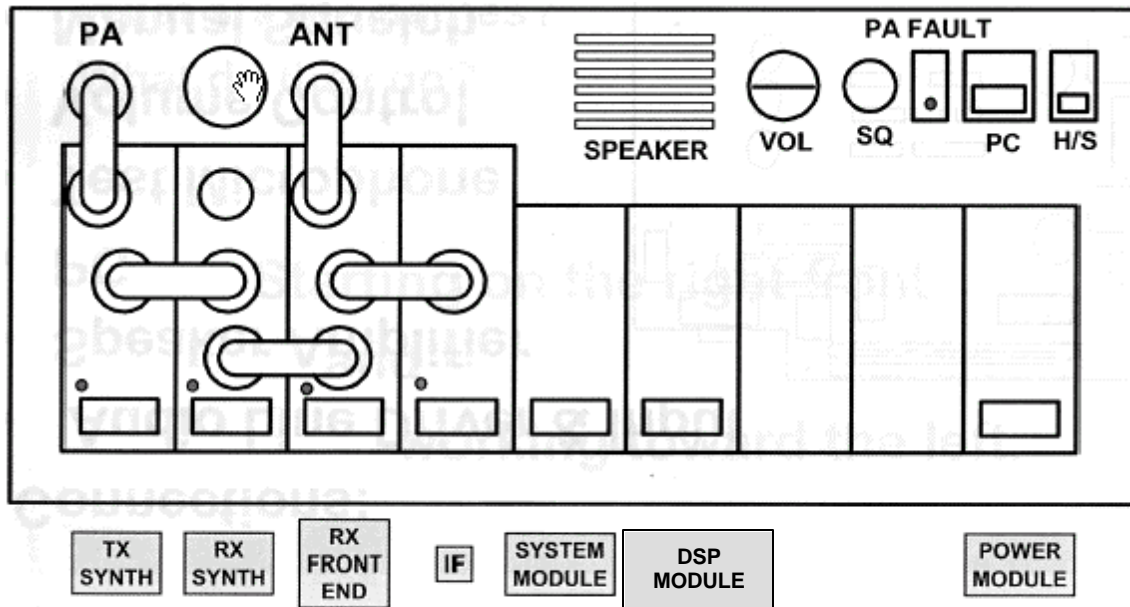 PA ANT PA FAULT
SPEAKER VOL SQ PC H/S
TX SYNTH
RX SYNTH
RX FRONT END
IF
SYSTEM MODULE
DSP MODULE
POWER MODULE